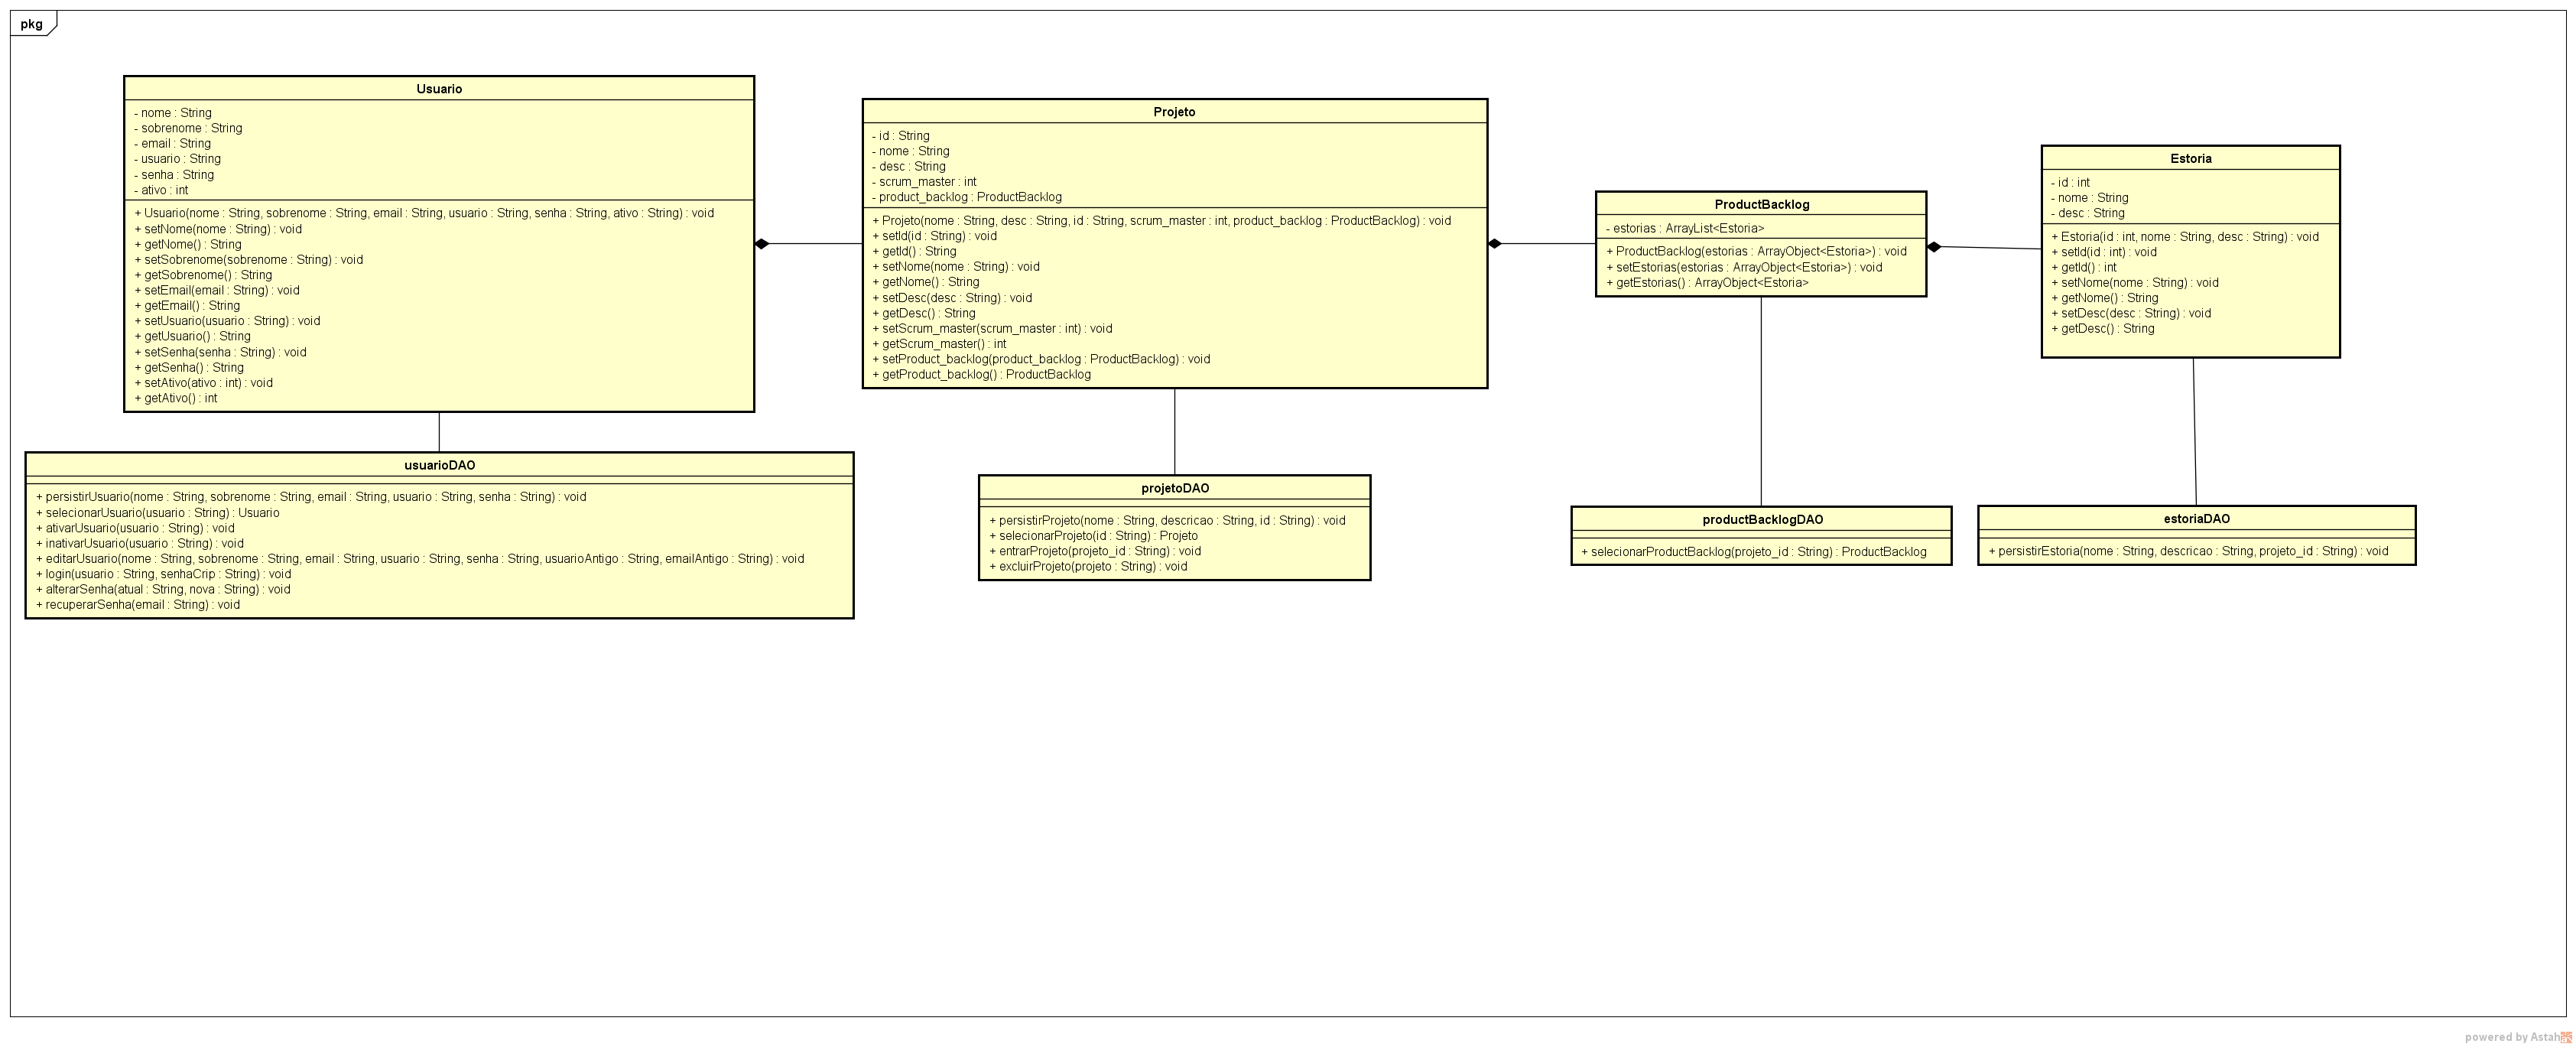 pkg
Usuario
- nome : String
- sobrenome : String
- email : String
- usuario : String
- senha : String
- ativo : int
+ Usuario(nome : String, sobrenome : String, email : String, usuario : String, senha : String, ativo : String) : void
+ setNome(nome : String) : void
+ getNome() : String
+ setSobrenome(sobrenome : String) : void
+ getSobrenome() : String
+ setEmail(email : String) : void
+ getEmail() : String
+ setUsuario(usuario : String) : void
+ getUsuario() : String
+ setSenha(senha : String) : void
+ getSenha() : String
+ setAtivo(ativo : int) : void
+ getAtivo() : int
Projeto
- id : String
- nome : String
- desc : String
- scrum_master : int
- product_backlog : ProductBacklog
+ Projeto(nome : String, desc : String, id : String, scrum_master : int, product_backlog : ProductBacklog) : void
+ setId(id : String) : void
+ getId() : String
+ setNome(nome : String) : void
+ getNome() : String
+ setDesc(desc : String) : void
+ getDesc() : String
+ setScrum_master(scrum_master : int) : void
+ getScrum_master() : int
+ setProduct_backlog(product_backlog : ProductBacklog) : void
+ getProduct_backlog() : ProductBacklog
ProductBacklog
- estorias : ArrayList<Estoria>
+ ProductBacklog(estorias : ArrayObject<Estoria>) : void
+ setEstorias(estorias : ArrayObject<Estoria>) : void
+ getEstorias() : ArrayObject<Estoria>
Estoria
- id : int
- nome : String
- desc : String
+ Estoria(id : int, nome : String, desc : String) : void
+ setId(id : int) : void
+ getId() : int
+ setNome(nome : String) : void
+ getNome() : String
+ setDesc(desc : String) : void
+ getDesc() : String
usuarioDAO
+ persistirUsuario(nome : String, sobrenome : String, email : String, usuario : String, senha : String) : void
+ selecionarUsuario(usuario : String) : Usuario
+ ativarUsuario(usuario : String) : void
+ inativarUsuario(usuario : String) : void
+ editarUsuario(nome : String, sobrenome : String, email : String, usuario : String, senha : String, usuarioAntigo : String, emailAntigo : String) : void
+ login(usuario : String, senhaCrip : String) : void
+ alterarSenha(atual : String, nova : String) : void
+ recuperarSenha(email : String) : void
projetoDAO
+ persistirProjeto(nome : String, descricao : String, id : String) : void
+ selecionarProjeto(id : String) : Projeto
+ entrarProjeto(projeto_id : String) : void
+ excluirProjeto(projeto : String) : void
productBacklogDAO
+ selecionarProductBacklog(projeto_id : String) : ProductBacklog
estoriaDAO
+ persistirEstoria(nome : String, descricao : String, projeto_id : String) : void
powered by Astah